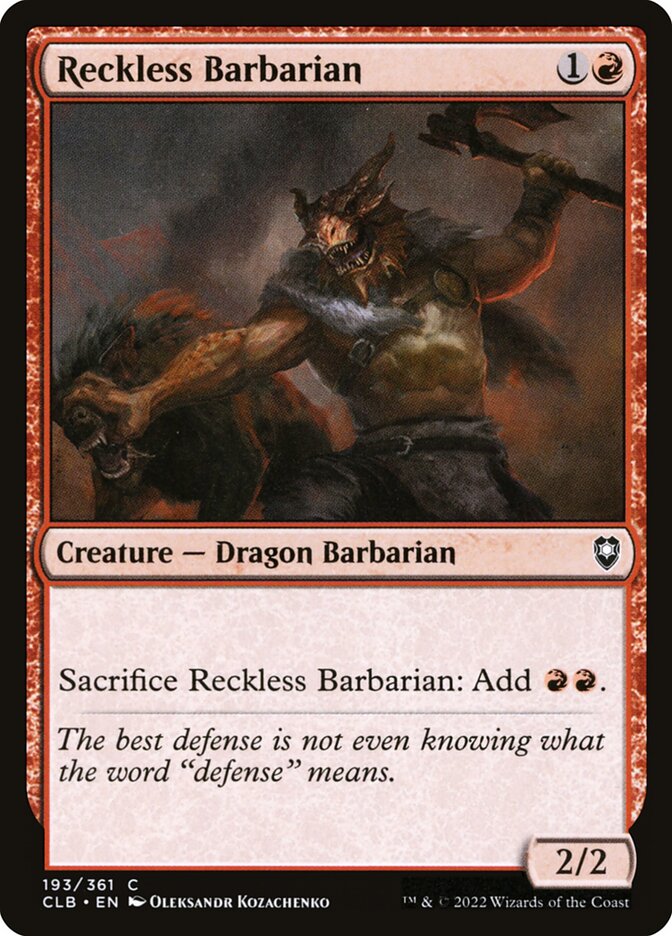 Reckless Barbarian 1
Creature — Dragon Barbarian
Sacrifice Reckless Barbarian: Add .
The best defense is not even knowing what
the word “defense” means.
2/2
193/361 C
CLB • EN Oleksandr Kozachenko
™ & © 2022 Wizards of the Coast